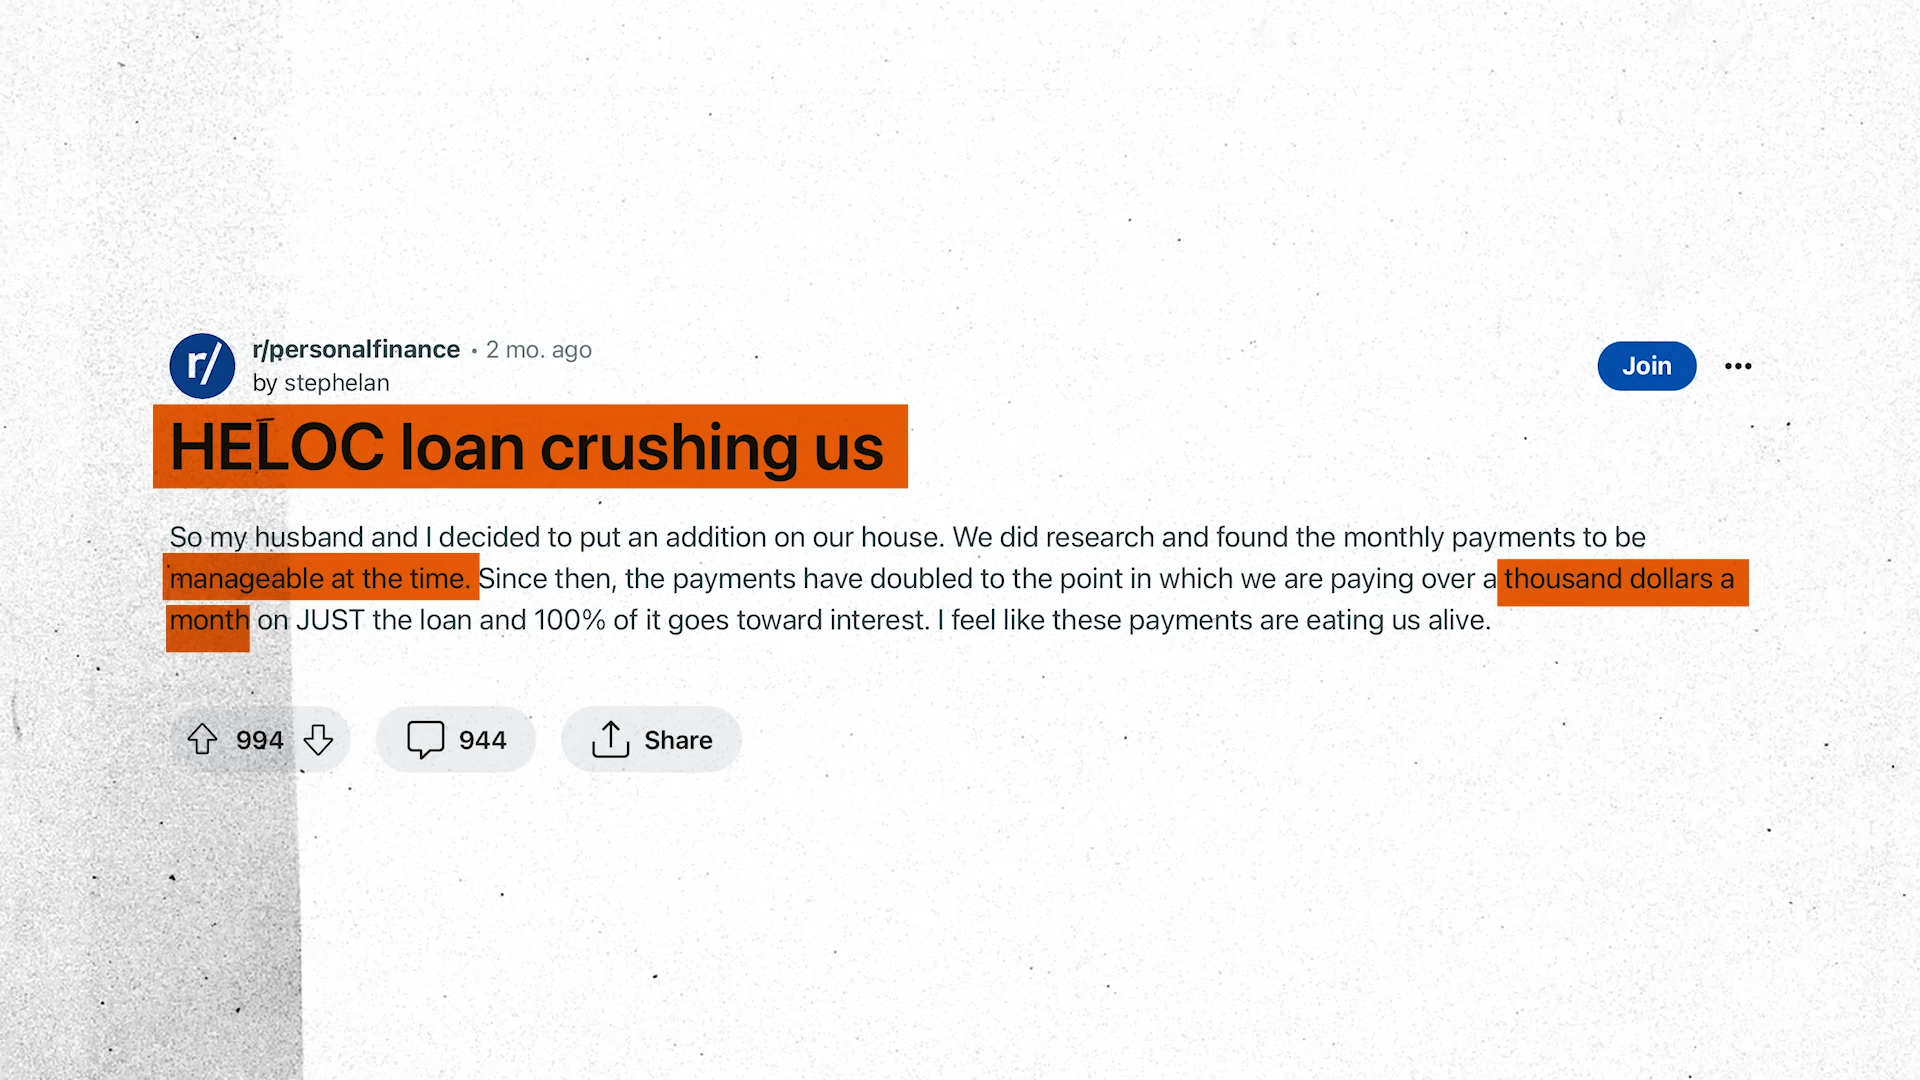 r/
r/personalfinance • 2 mo. ago
by stephelan
Join
HELOC loan crushing us
So my husband and I decided to put an addition on our house. We did research and found the monthly payments to be
manageable at the time. Since then, the payments have doubled to the point in which we are paying over a thousand dollars a
month on JUST the loan and 100% of it goes toward interest. I feel like these payments are eating us alive.
994
944
Share